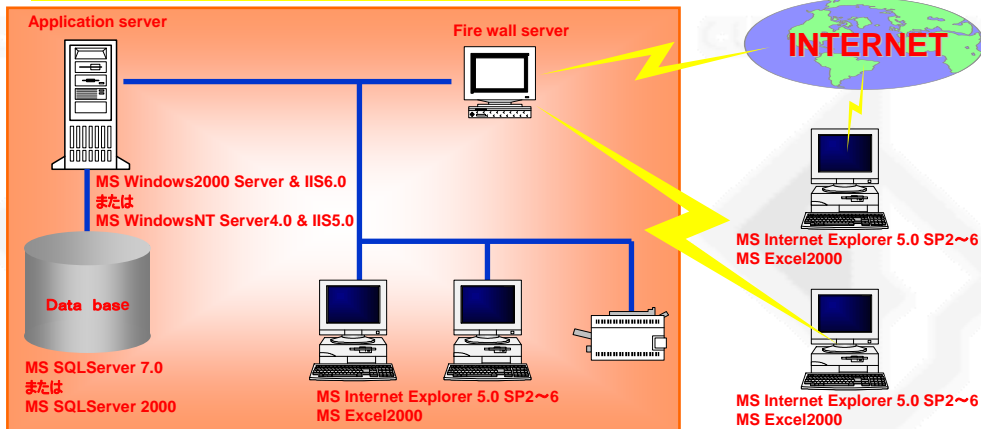 Application server
Fire wall server
INTERNET
MS Windows2000 Server & IIS6.0
または
MS WindowsNT Server4.0 & IIS5.0
Data base
MS SQLServer 7.0
または
MS SQLServer 2000
MS Internet Explorer 5.0 SP2～6
MS Excel2000
MS Internet Explorer 5.0 SP2～6
MS Excel2000
MS Internet Explorer 5.0 SP2～6
MS Excel2000